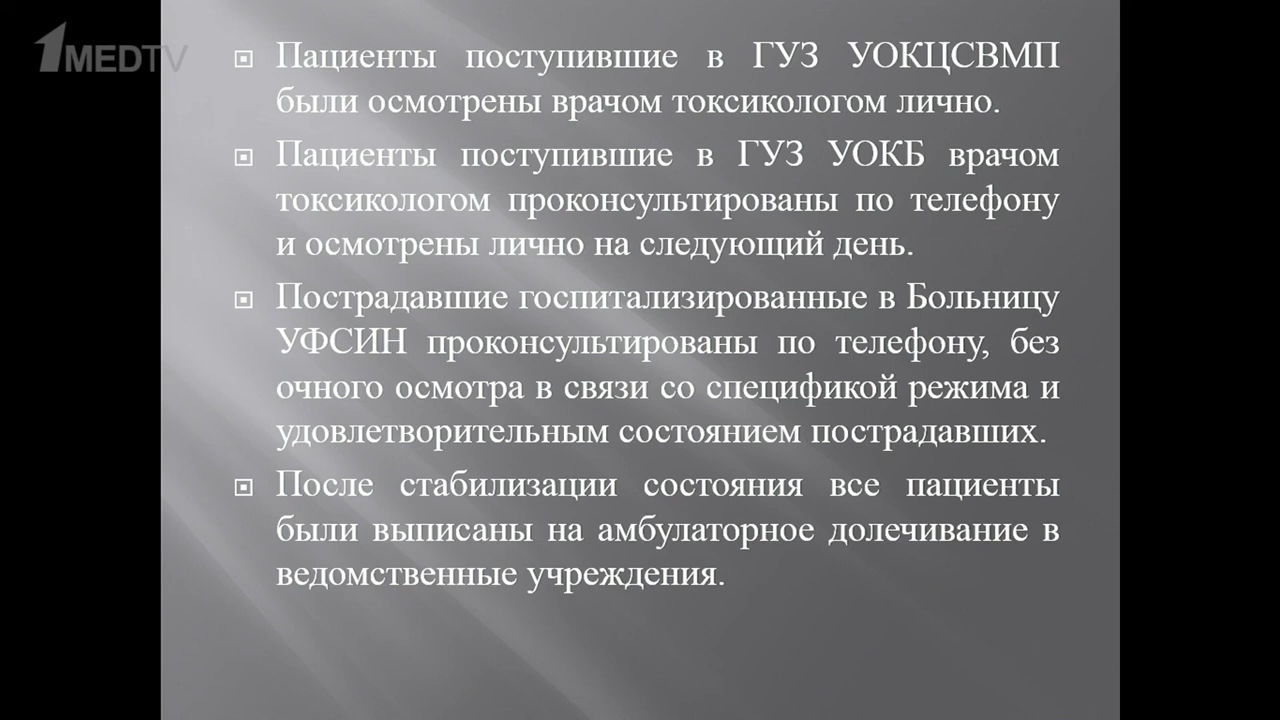 1MEDTV
Пациенты поступившие в ГУЗ УОКЦСВМП
были осмотрены врачом токсикологом лично.
Пациенты поступившие в ГУЗ УОКБ врачом
токсикологом проконсультированы по телефону
и осмотрены лично на следующий день.
Пострадавшие госпитализированные в Больницу
УФСИН проконсультированы по телефону, без
очного осмотра в связи со спецификой режима и
удовлетворительным состоянием пострадавших.
После стабилизации состояния все пациенты
были выписаны на амбулаторное долечивание в
ведомственные учреждения.